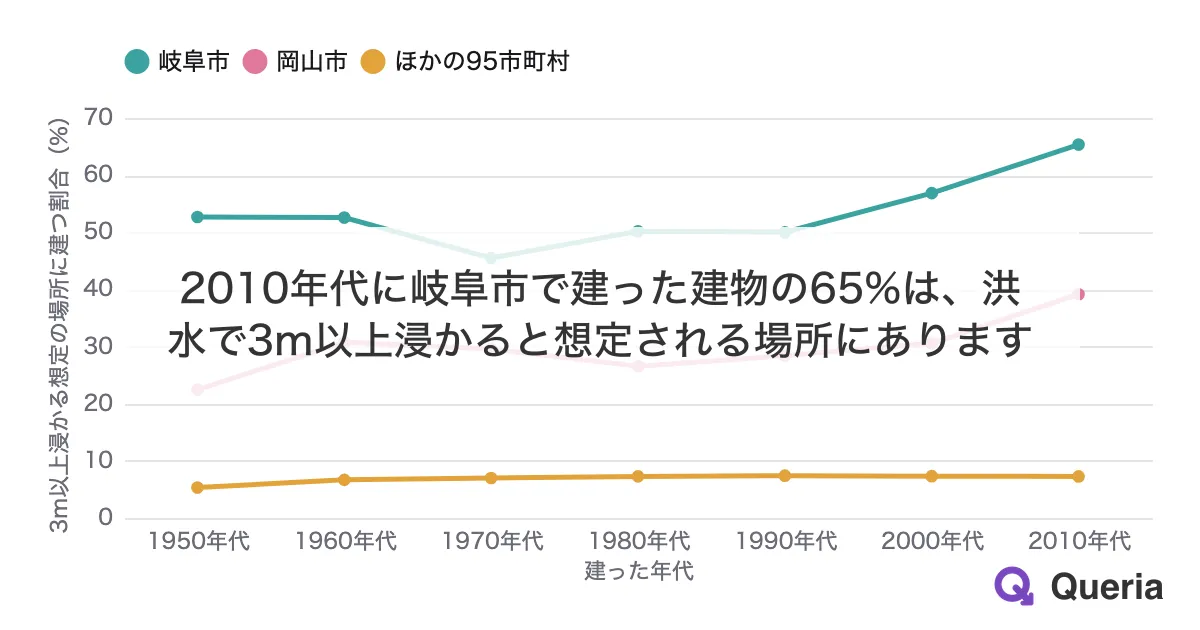 岐阜市 岡山市 ほかの95市町村
3m以上浸かる想定の場所に建つ割合（%）
70
60
50
40
30
20
10
0
2010年代に岐阜市で建った建物の65%は、洪
水で3m以上浸かると想定される場所にあります
1950年代 1960年代 1970年代 1980年代 1990年代 2000年代 2010年代
建った年代
Queria